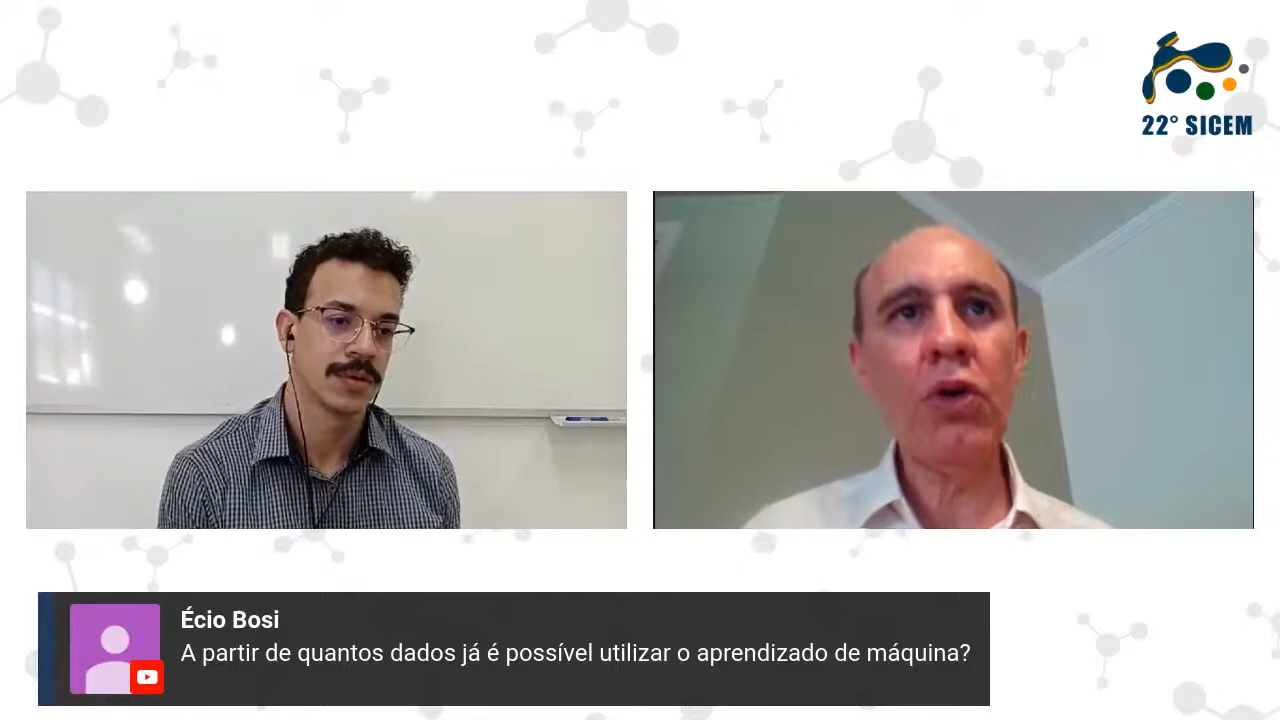 22° SICEM
Écio Bosi
A partir de quantos dados já é possível utilizar o aprendizado de máquina?